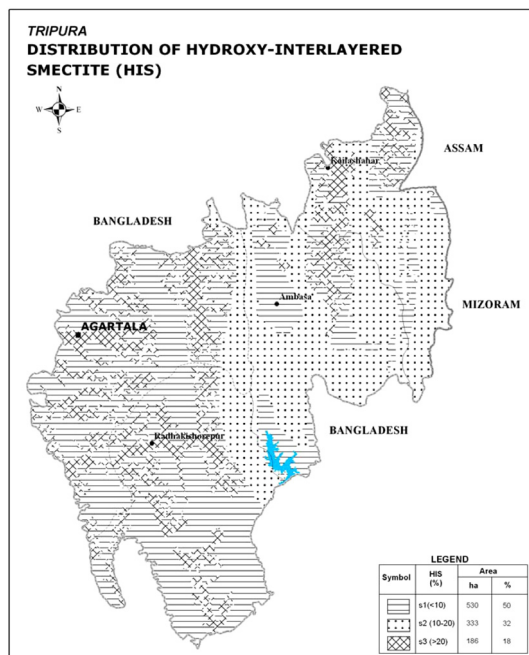 TRIPURA
DISTRIBUTION OF HYDROXY-INTERLAYERED
SMECTITE (HIS)
N
W E
S
Kailashahar
ASSAM
BANGLADESH
Ambasa
MIZORAM
AGARTALA
BANGLADESH
Radhakishorepur
LEGEND
Symbol HIS (%) Area
ha %
s1(<10) 530 50
s2 (10-20) 333 32
s3 (>20) 186 18